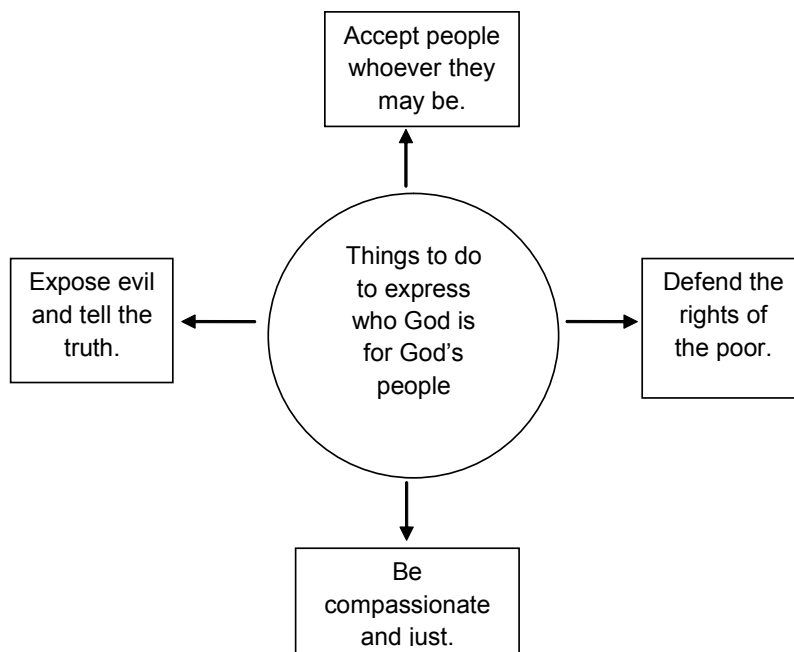 Accept people
whoever they
may be.
Things to do
to express
who God is
for God's
people
Expose evil
and tell the
truth.
Defend the
rights of
the poor.
Be
compassionate
and just.